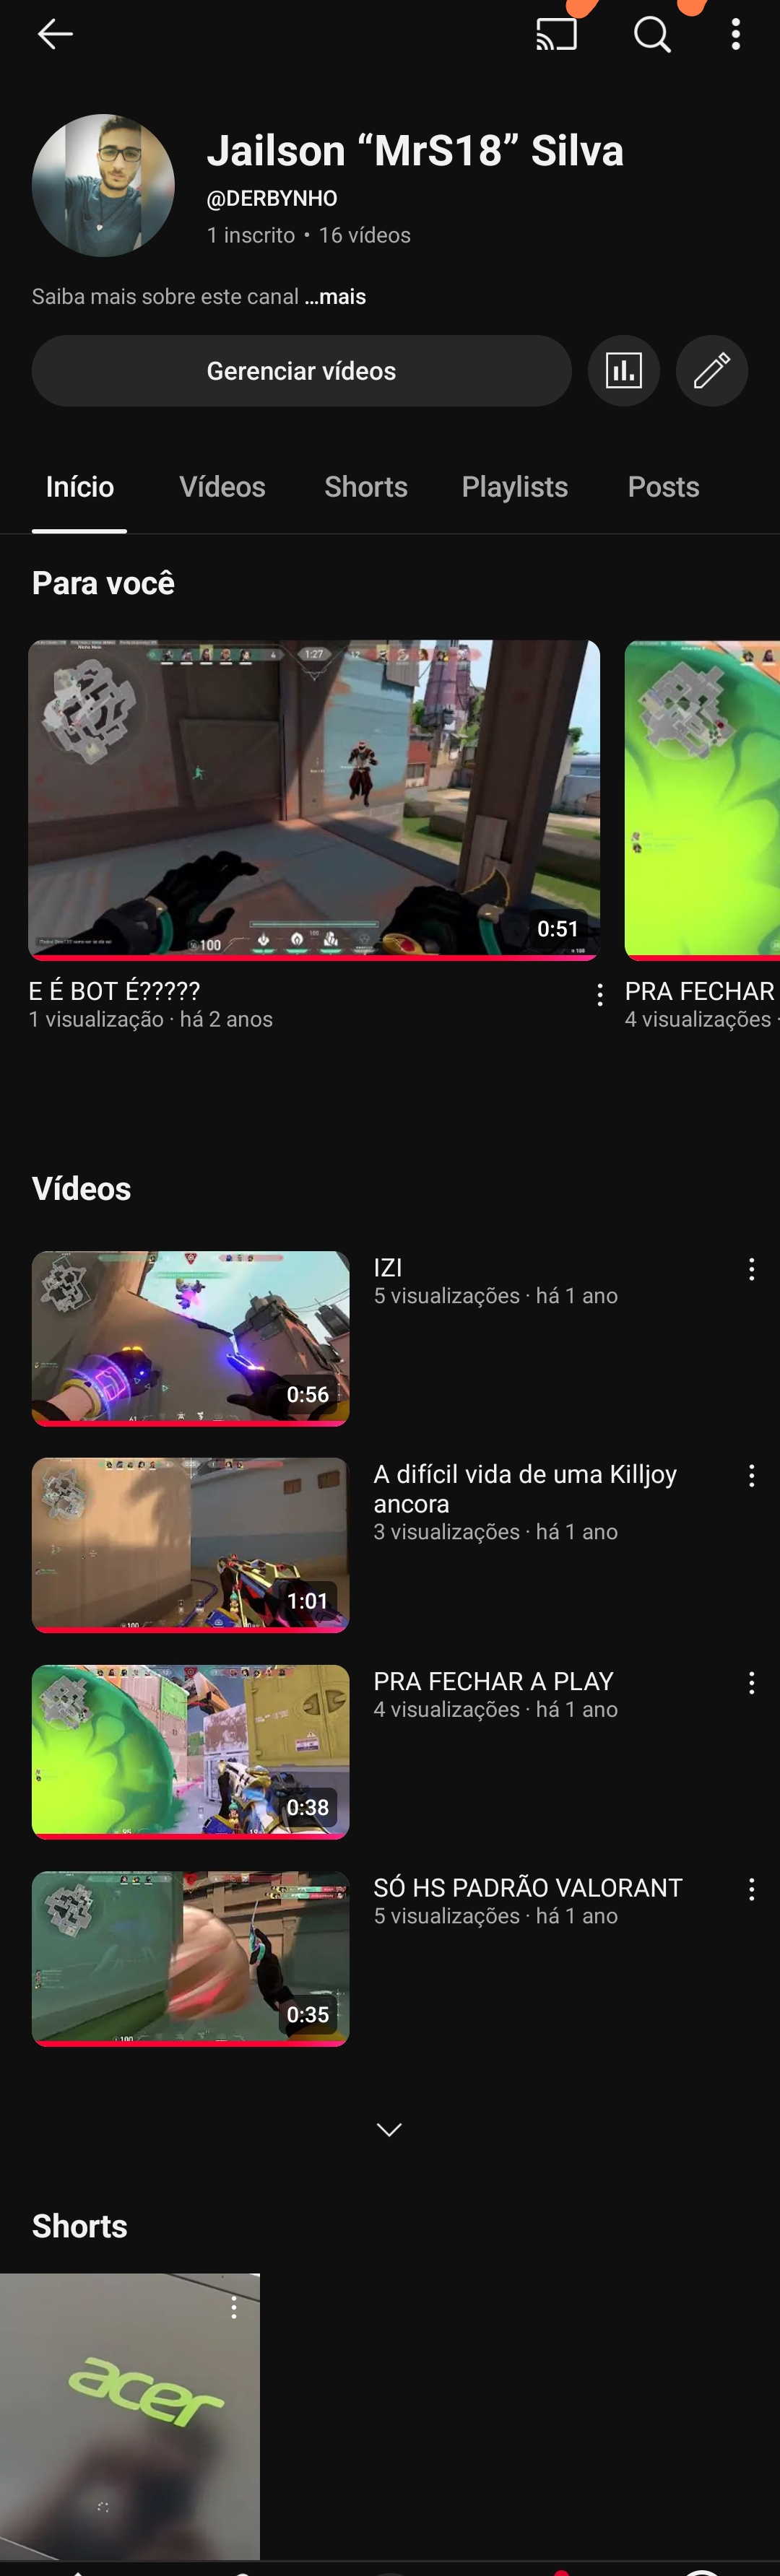 Jailson “MrS18” Silva
@DERBYNHO
1 inscrito • 16 vídeos
Saiba mais sobre este canal ...mais
Gerenciar vídeos
Início
Vídeos
Shorts
Playlists
Posts
Para você
1:27
100
0:51
E É BOT É?????
1 visualização · há 2 anos
PRA FECHAR
4 visualizações ·
Vídeos
0:56
IZI
5 visualizações · há 1 ano
1:01
A difícil vida de uma Killjoy
ancora
3 visualizações · há 1 ano
0:38
PRA FECHAR A PLAY
4 visualizações · há 1 ano
0:35
SÓ HS PADRÃO VALORANT
5 visualizações · há 1 ano
Shorts
acer